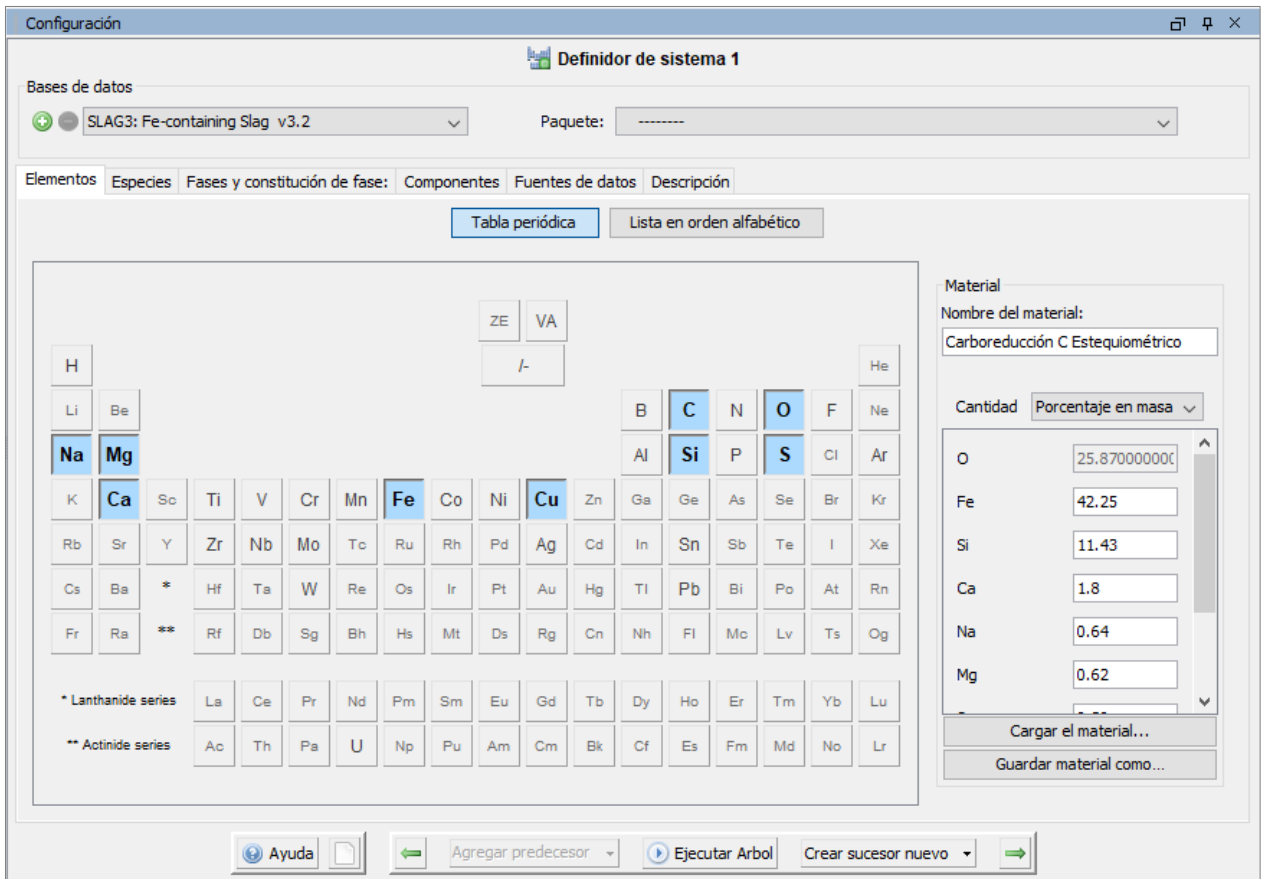 Configuración
Definidor de sistema 1
Bases de datos
SLAG3: Fe-containing Slag v3.2
Paquete: --------
Elementos Especies Fases y constitución de fase: Componentes Fuentes de datos Descripción
Tabla periódica Lista en orden alfabético
Material
Nombre del material:
Carboreducción C Estequiométrico
Cantidad Porcentaje en masa
O 25.870000000
Fe 42.25
Si 11.43
Ca 1.8
Na 0.64
Mg 0.62
Cargar el material...
Guardar material como...
ZE VA
H /- He
Li Be B C N O F Ne
Na Mg Al Si P S Cl Ar
K Ca Sc Ti V Cr Mn Fe Co Ni Cu Zn Ga Ge As Se Br Kr
Rb Sr Y Zr Nb Mo Tc Ru Rh Pd Ag Cd In Sn Sb Te I Xe
Cs Ba * Hf Ta W Re Os Ir Pt Au Hg Tl Pb Bi Po At Rn
Fr Ra ** Rf Db Sg Bh Hs Mt Ds Rg Cn Nh Fl Mc Lv Ts Og
* Lanthanide series La Ce Pr Nd Pm Sm Eu Gd Tb Dy Ho Er Tm Yb Lu
** Actinide series Ac Th Pa U Np Pu Am Cm Bk Cf Es Fm Md No Lr
Ayuda Agregar predecesor Ejecutar Arbol Crear sucesor nuevo